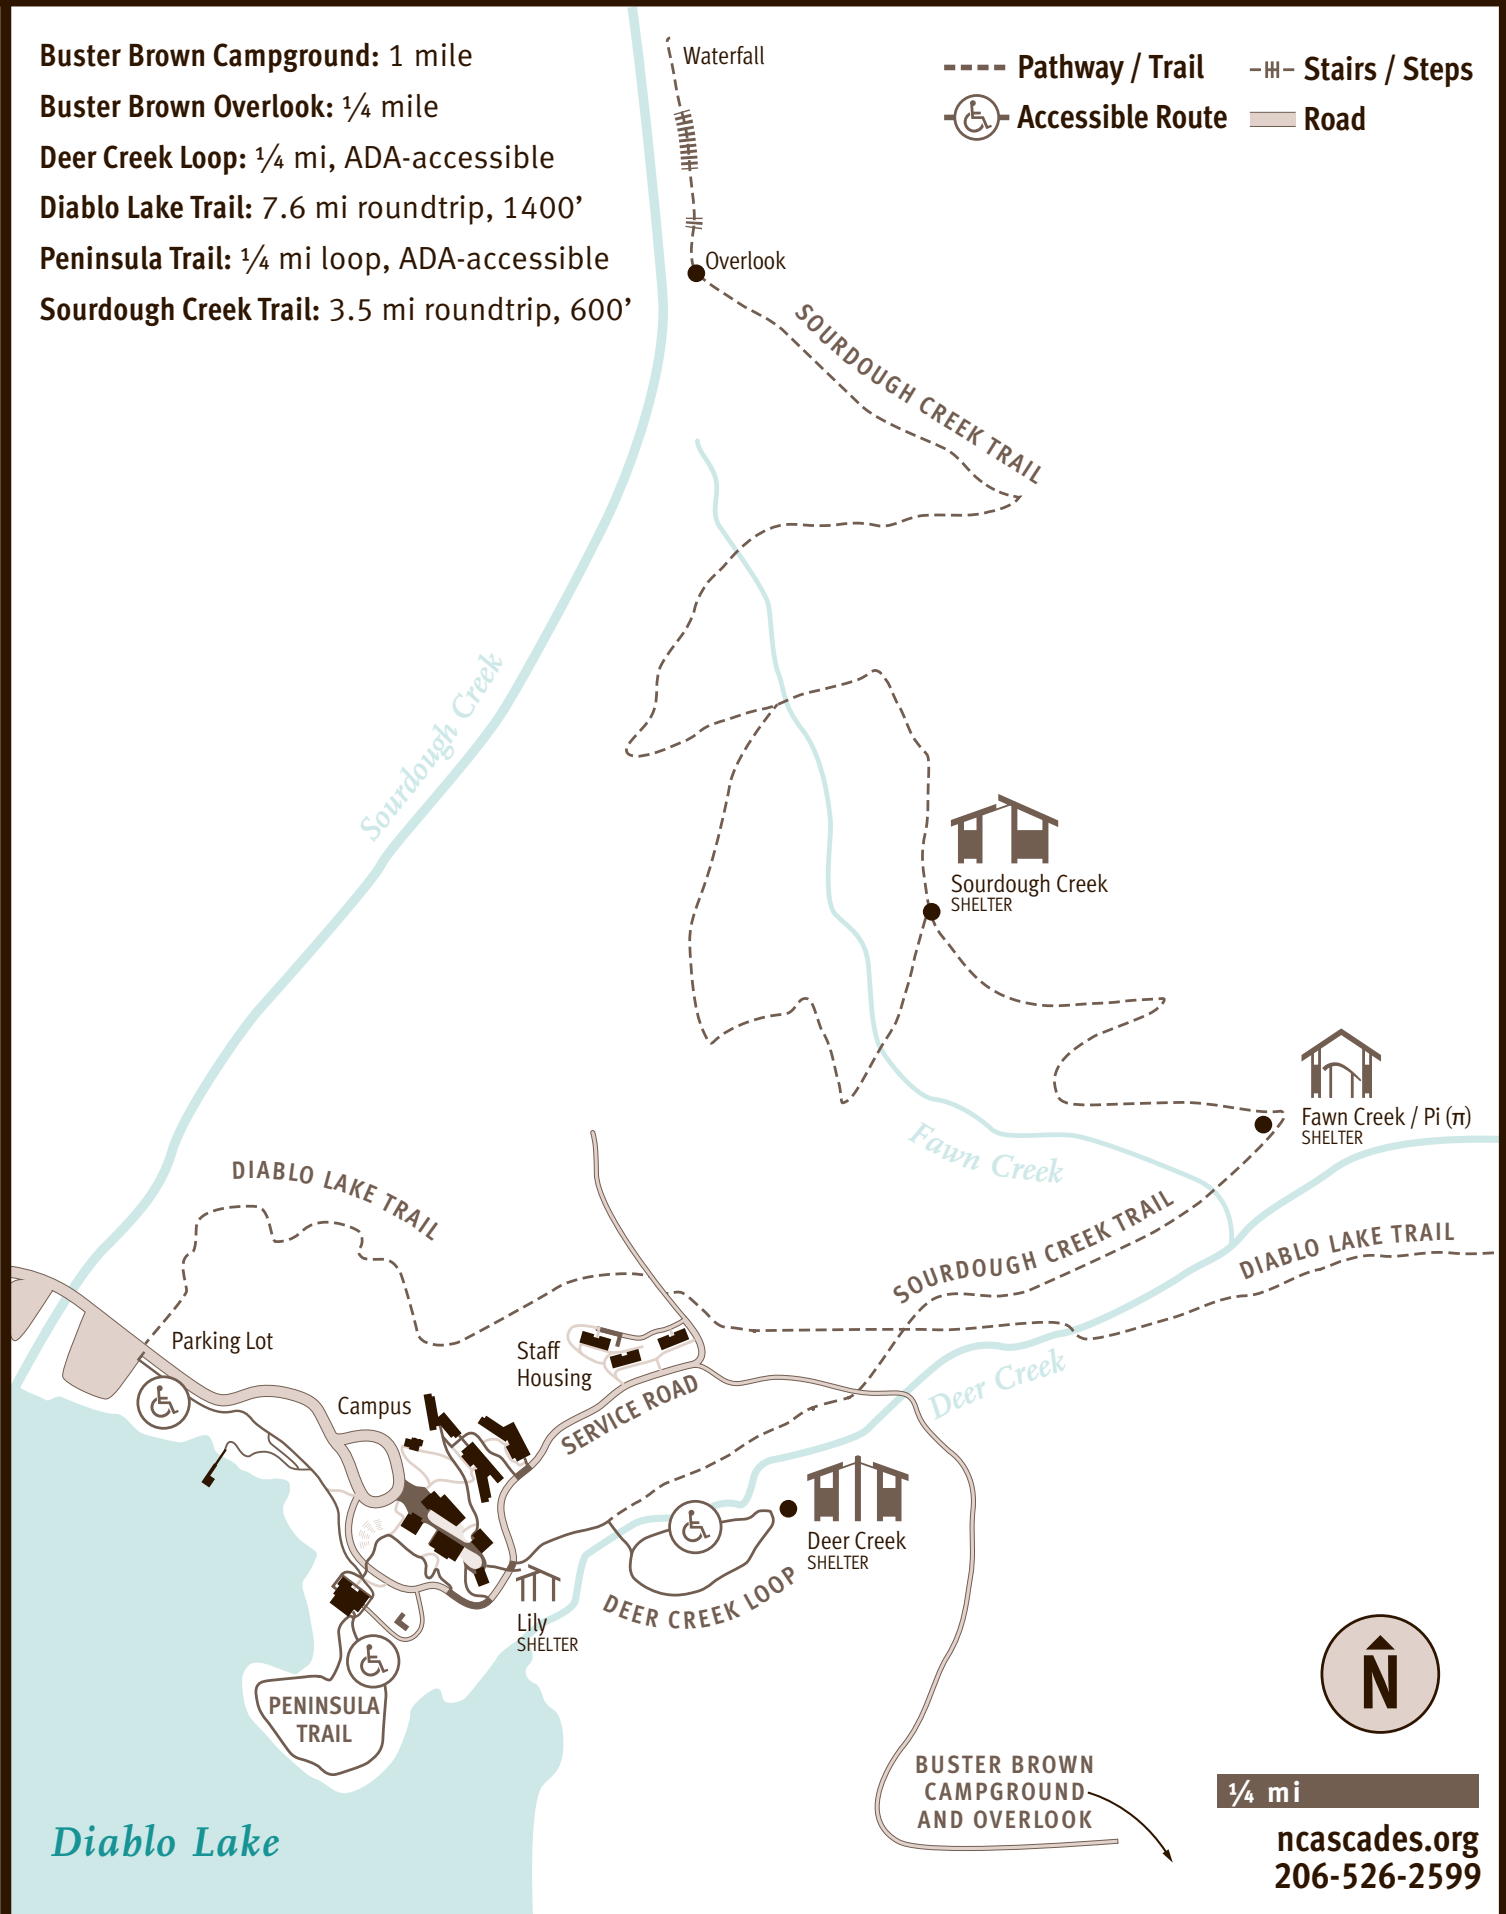 Buster Brown Campground: 1 mile
Buster Brown Overlook: ¼ mile
Deer Creek Loop: ¼ mi, ADA-accessible
Diablo Lake Trail: 7.6 mi roundtrip, 1400’
Peninsula Trail: ¼ mi loop, ADA-accessible
Sourdough Creek Trail: 3.5 mi roundtrip, 600’
Pathway / Trail
Stairs / Steps
Accessible Route
Road
Waterfall
Overlook
SOURDOUGH CREEK TRAIL
Sourdough Creek
Sourdough Creek
SHELTER
Fawn Creek / Pi (π)
SHELTER
Fawn Creek
DIABLO LAKE TRAIL
SOURDOUGH CREEK TRAIL
DIABLO LAKE TRAIL
Parking Lot
Staff
Housing
Campus
SERVICE ROAD
Deer Creek
Deer Creek
SHELTER
DEER CREEK LOOP
Lily
SHELTER
PENINSULA
TRAIL
BUSTER BROWN
CAMPGROUND
AND OVERLOOK
N
¼ mi
Diablo Lake
ncascades.org
206-526-2599